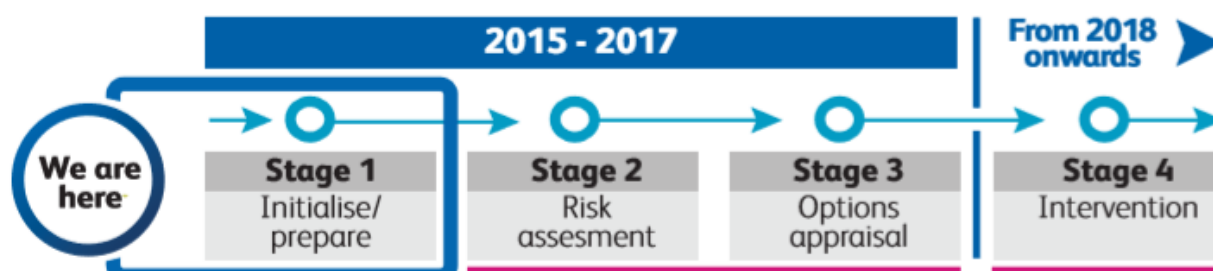 2015 - 2017
From 2018
onwards
We are
here
Stage 1
Initialise/
prepare
Stage 2
Risk
assesment
Stage 3
Options
appraisal
Stage 4
Intervention